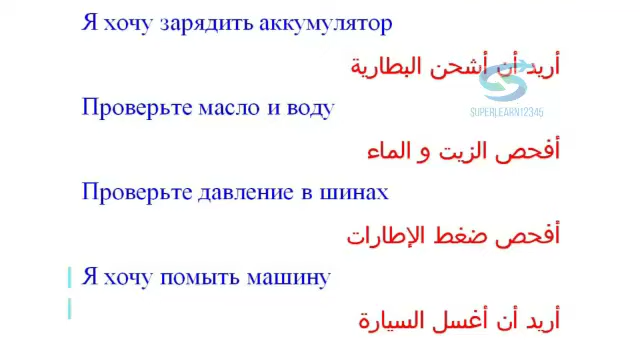 Я хочу зарядить аккумулятор
أريد أن أشحن البطارية
SUPERLEARN12345
Проверьте масло и воду
أفحص الزيت و الماء
Проверьте давление в шинах
أفحص ضغط الإطارات
Я хочу помыть машину
أريد أن أغسل السيارة